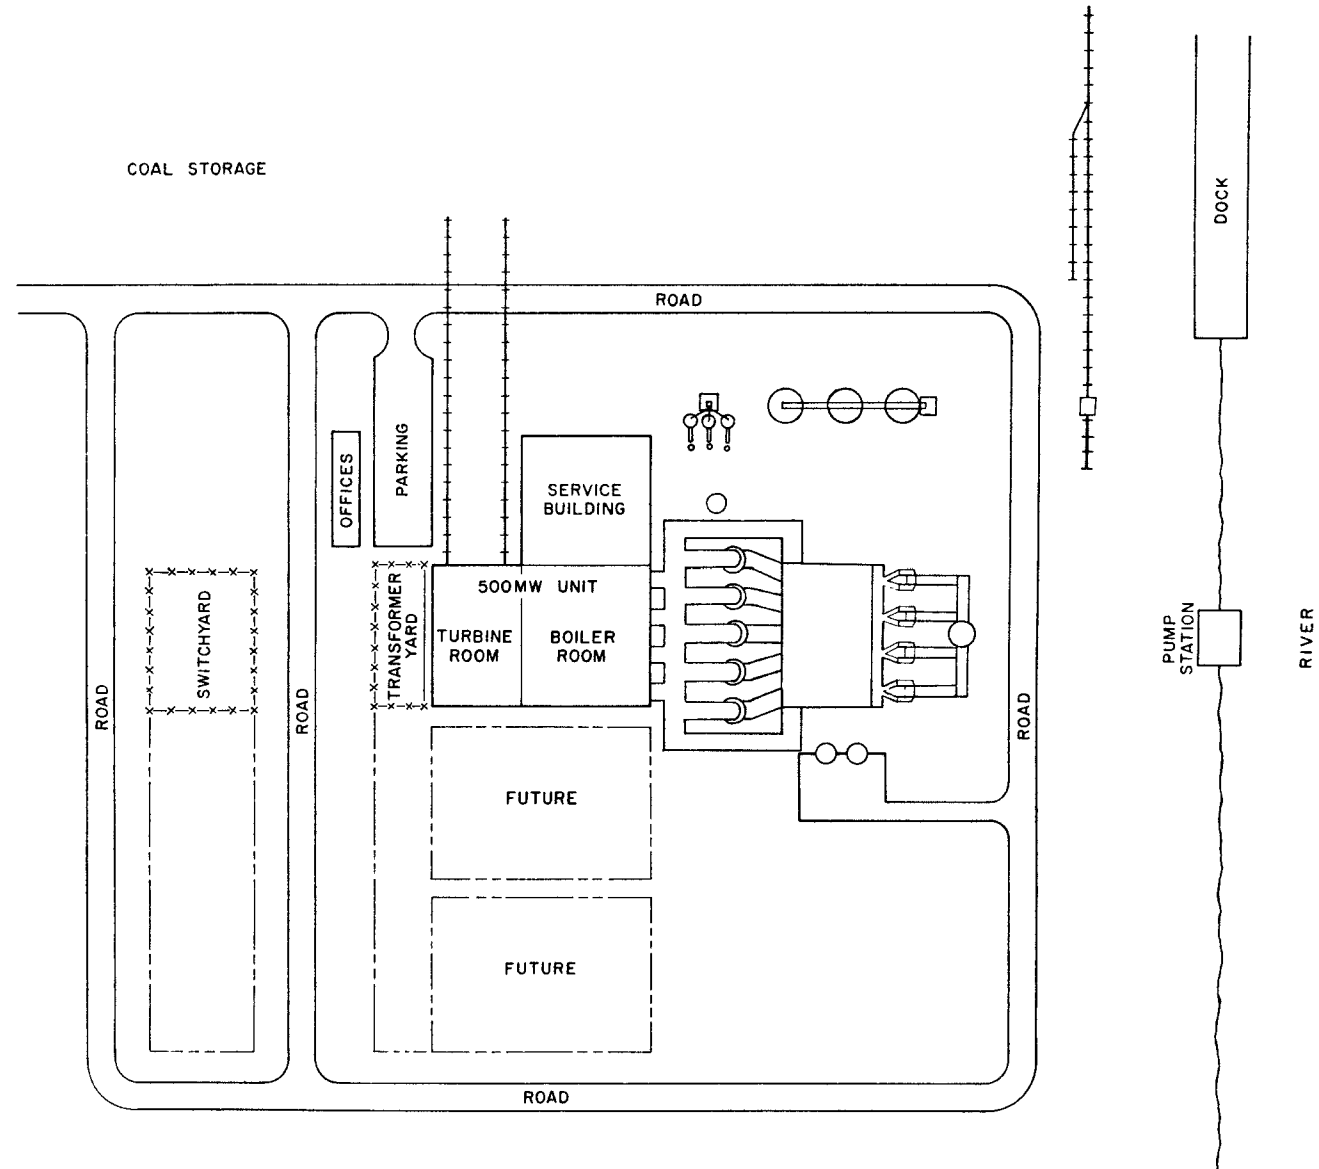 COAL STORAGE
DOCK
ROAD
PARKING
OFFICES
SERVICE
BUILDING
500MW UNIT
SWITCHYARD
TRANSFORMER
YARD
TURBINE
ROOM
BOILER
ROOM
PUMP
STATION
RIVER
ROAD
ROAD
ROAD
FUTURE
FUTURE
ROAD